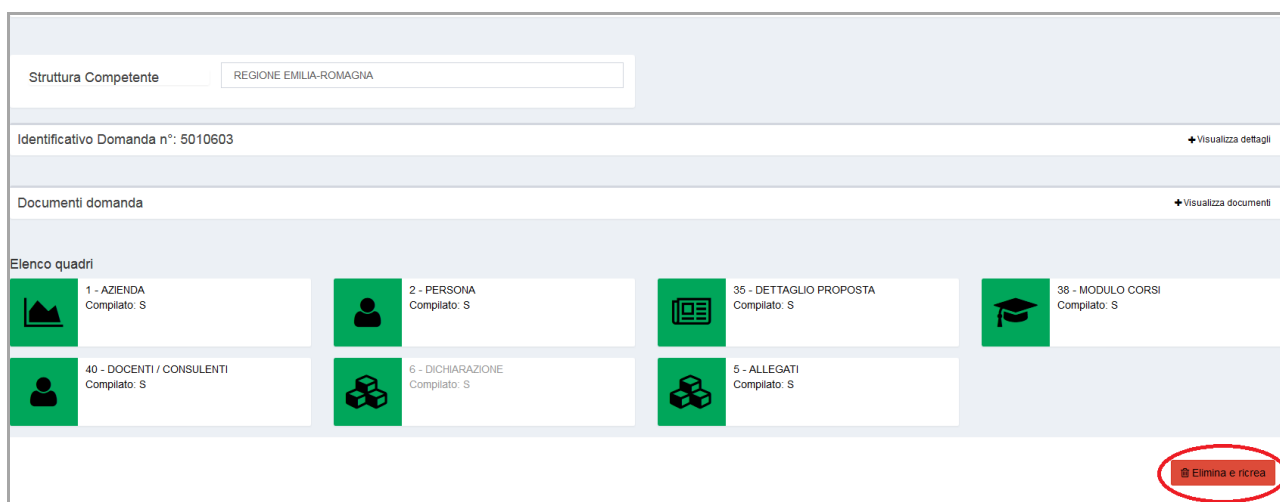 Struttura Competente
REGIONE EMILIA-ROMAGNA
Identificativo Domanda n°: 5010603
Visualizza dettagli
Documenti domanda
Visualizza documenti
Elenco quadri
1 - AZIENDA
Compilato: S
2 - PERSONA
Compilato: S
35 - DETTAGLIO PROPOSTA
Compilato: S
38 - MODULO CORSI
Compilato: S
40 - DOCENTI / CONSULENTI
Compilato: S
6 - DICHIARAZIONE
Compilato: S
5 - ALLEGATI
Compilato: S
Elimina e ricrea